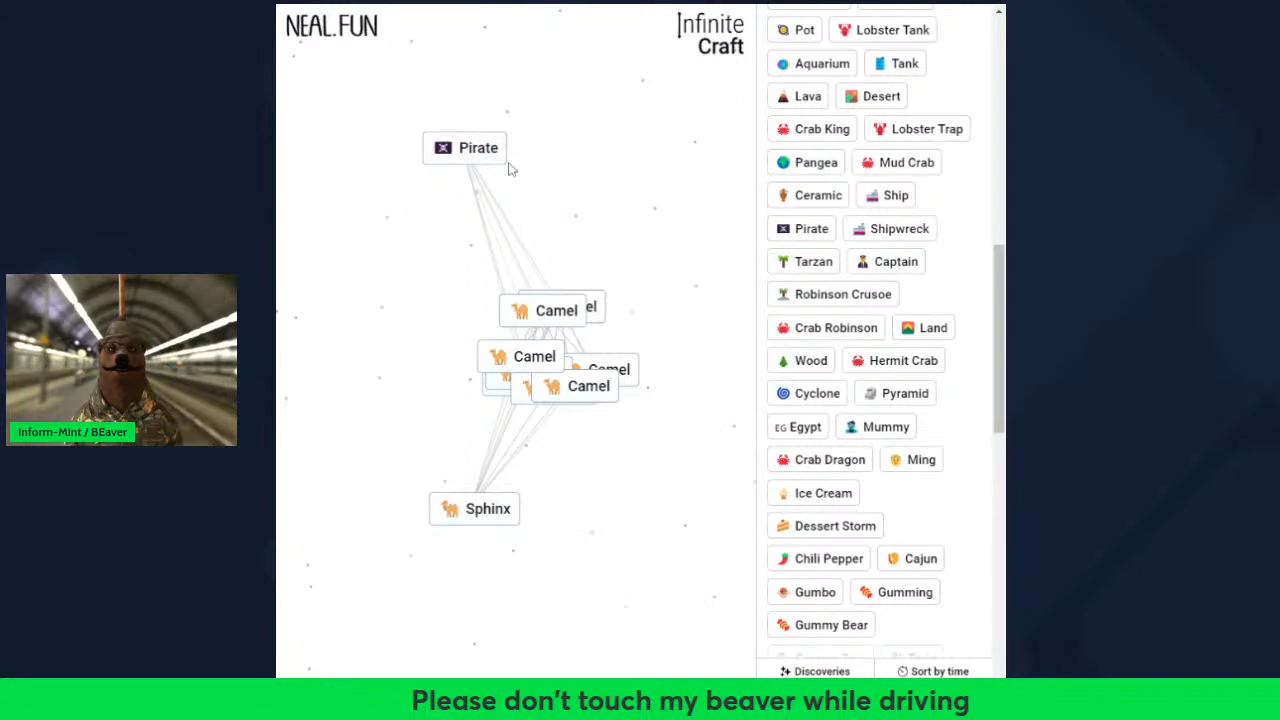 NEAL.FUN
Infinite
Craft
Pirate
el
Camel
Camel
Camel
Camel
Sphinx
Pot
Lobster Tank
Aquarium
Tank
Lava
Desert
Crab King
Lobster Trap
Pangea
Mud Crab
Ceramic
Ship
Pirate
Shipwreck
Tarzan
Captain
Robinson Crusoe
Crab Robinson
Land
Wood
Hermit Crab
Cyclone
Pyramid
EG Egypt
Mummy
Crab Dragon
Ming
Ice Cream
Dessert Storm
Chili Pepper
Cajun
Gumbo
Gumming
Gummy Bear
Discoveries
Sort by time
Inform-Mint / BEaver
Please don't touch my beaver while driving